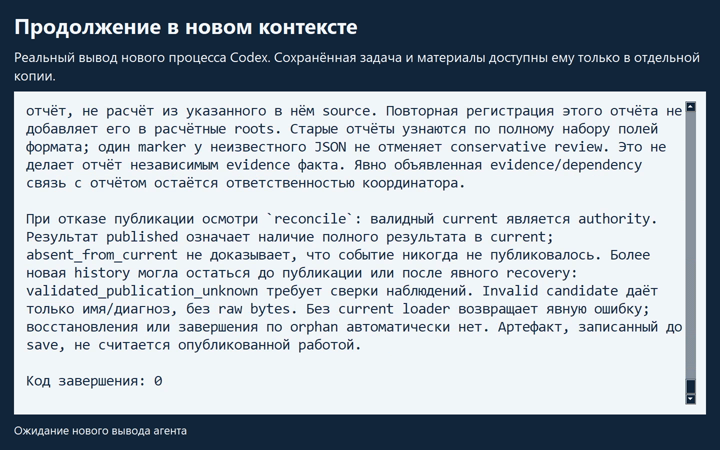 Продолжение в новом контексте
Реальный вывод нового процесса Codex. Сохранённая задача и материалы доступны ему только в отдельной
копии.
отчёт, не расчёт из указанного в нём source. Повторная регистрация этого отчёта не
добавляет его в расчётные roots. Старые отчёты узнаются по полному набору полей
формата; один marker у неизвестного JSON не отменяет conservative review. Это не
делает отчёт независимым evidence факта. Явно объявленная evidence/dependency
связь с отчётом остаётся ответственностью координатора.
При отказе публикации осмотри `reconcile`: валидный current является authority.
Результат published означает наличие полного результата в current;
absent_from_current не доказывает, что событие никогда не публиковалось. Более
новая history могла остаться до публикации или после явного recovery:
validated_publication_unknown требует сверки наблюдений. Invalid candidate даёт
только имя/диагноз, без raw bytes. Без current loader возвращает явную ошибку;
восстановления или завершения по orphan автоматически нет. Артефакт, записанный до
save, не считается опубликованной работой.
Код завершения: 0
Ожидание нового вывода агента